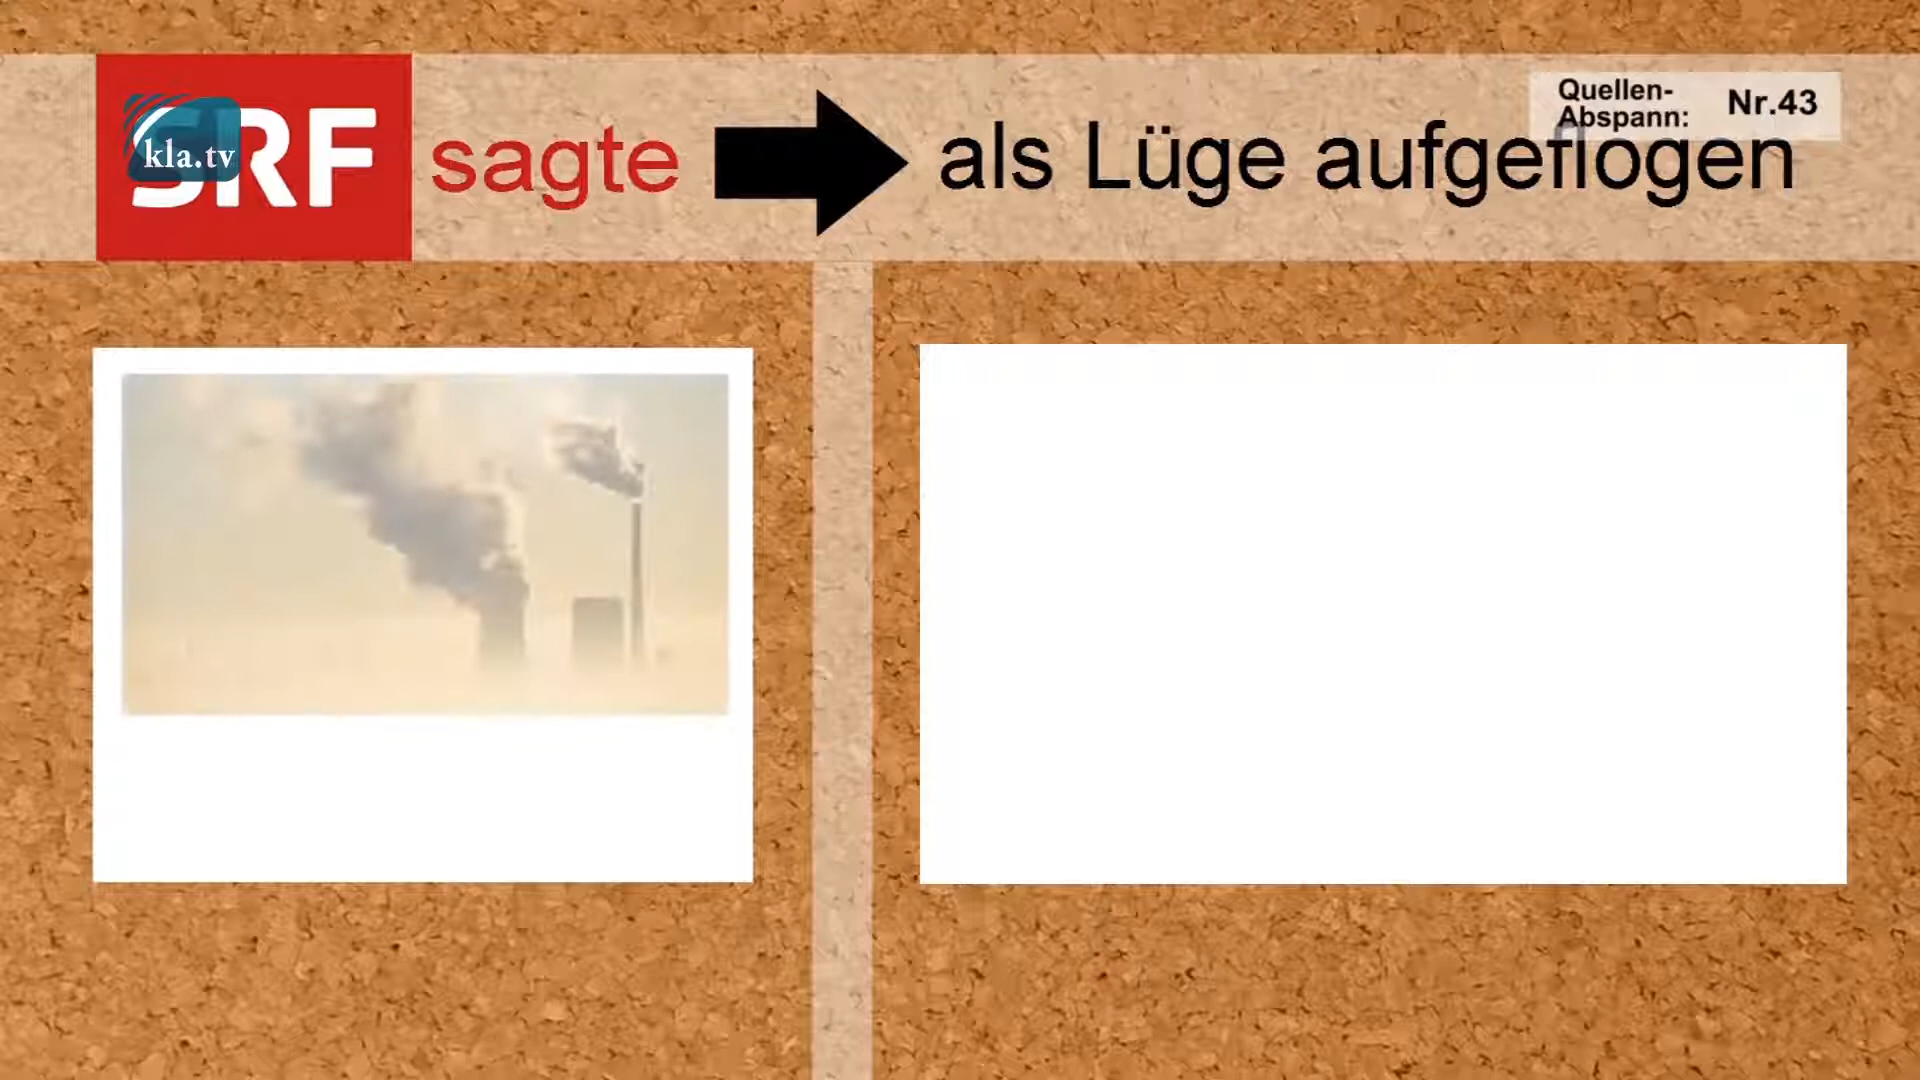 SRF
kla.tv
sagte
als Lüge aufgeflogen
Quellen-
Abspann:
Nr.43